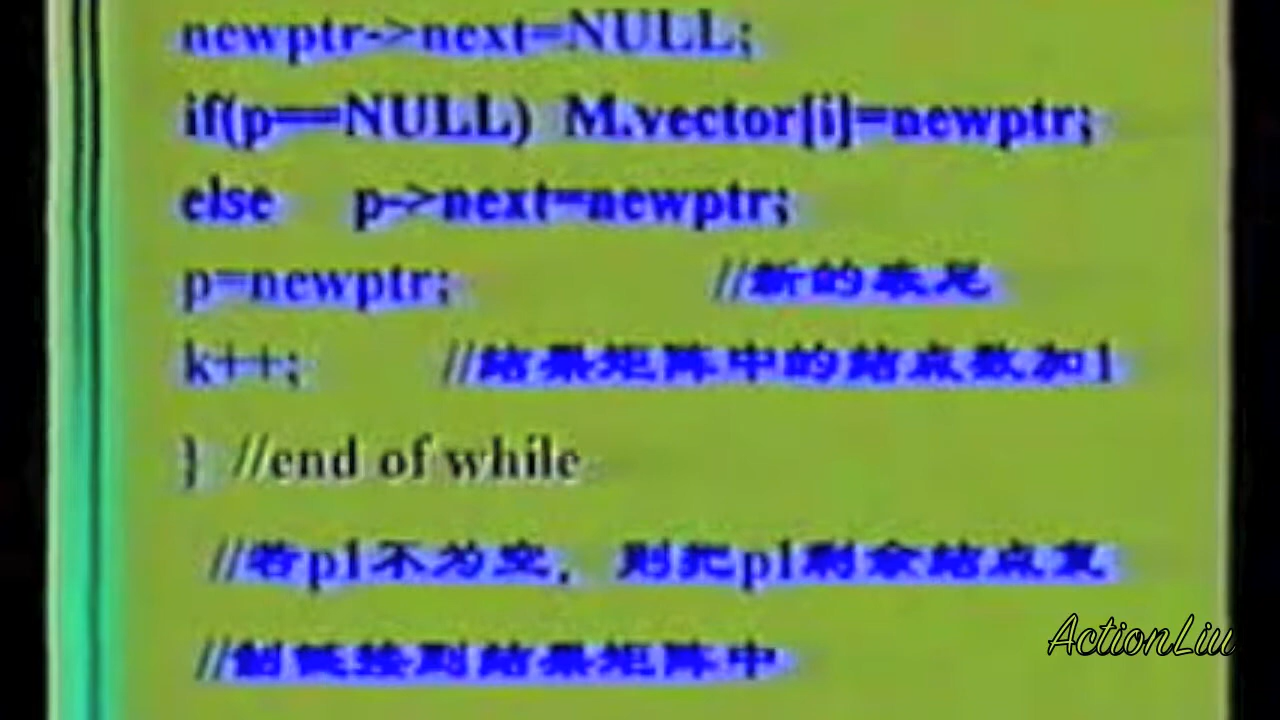 newptr->next=NULL;
if(p==NULL) M.vector[i]=newptr;
else p->next=newptr;
p=newptr; //新的表尾
k++; //结果矩阵中的结点数加1
} //end of while
//若p1不为空，则把p1剩余结点复
//制链接到结果矩阵中
ActionLiu